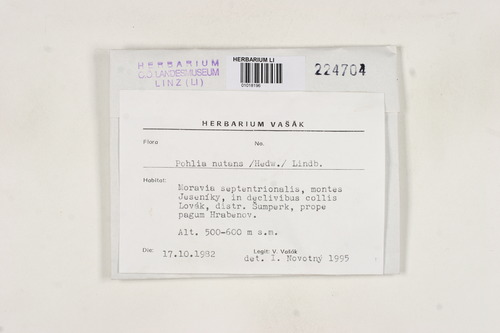 HERBARIUM
O.Ö. LANDESMUSEUM
LINZ (LI)
HERBARIUM LI
01019196
224704
HERBARIUM VAŠÁK
Flora No.
Pohlia nutans /Hedw./ Lindb.
Habitat:
Moravia septentrionalis, montes
Jeseníky, in declivibus collis
Lovák, distr. Šumperk, prope
pagum Hrabenov.
Alt. 500-600 m s.m.
Die: 17.10.1982 Legit: V. Vašák
det. I. Novotný 1995